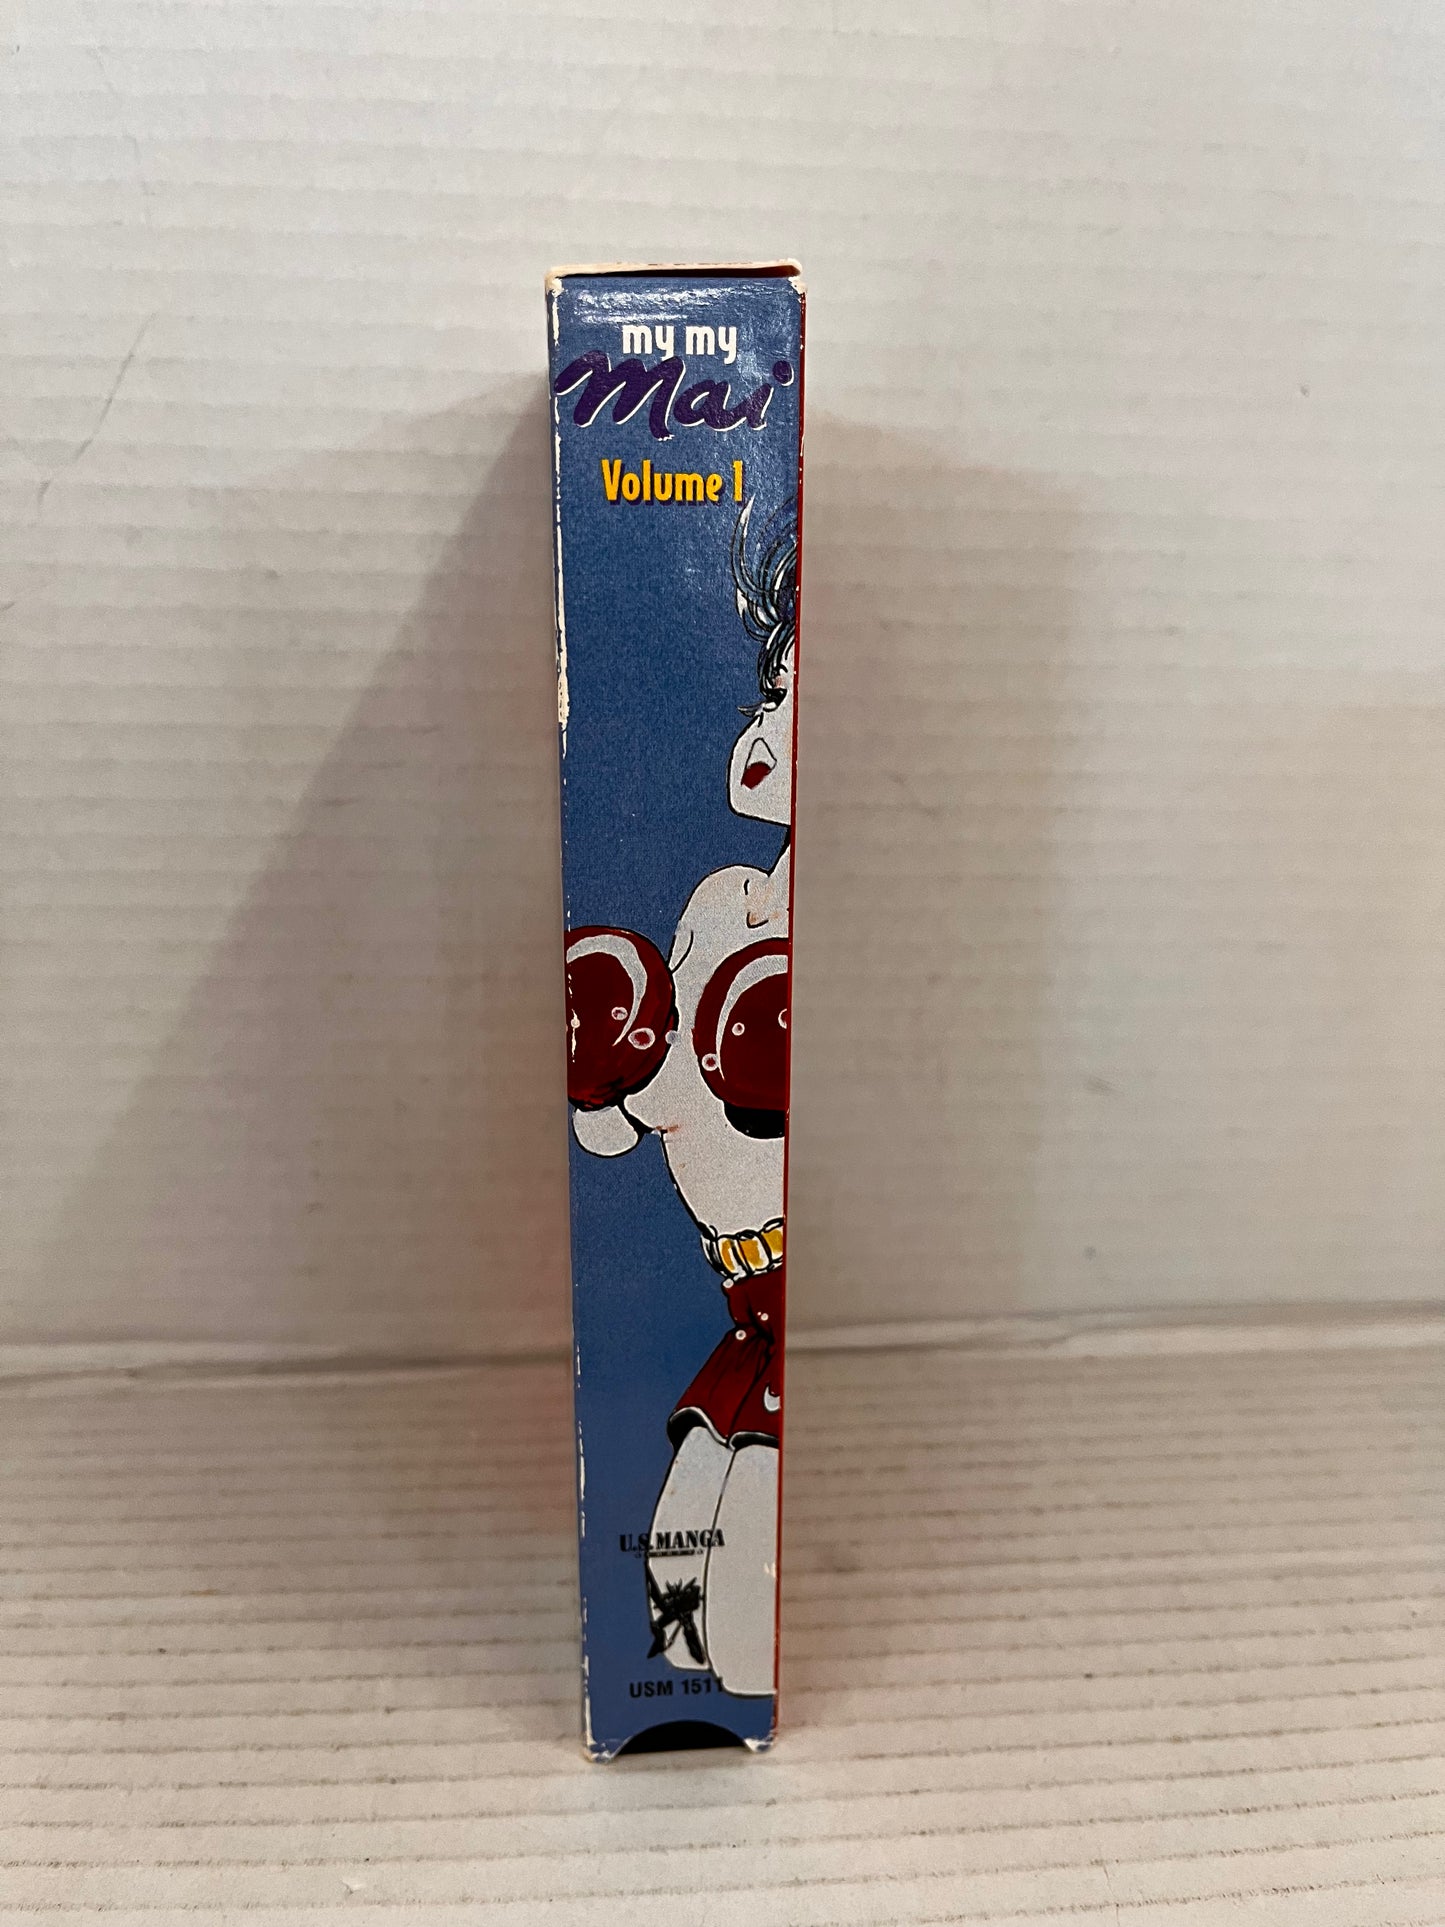 my my
Mai
Volume 1
U.S. MANGA
USM 1511